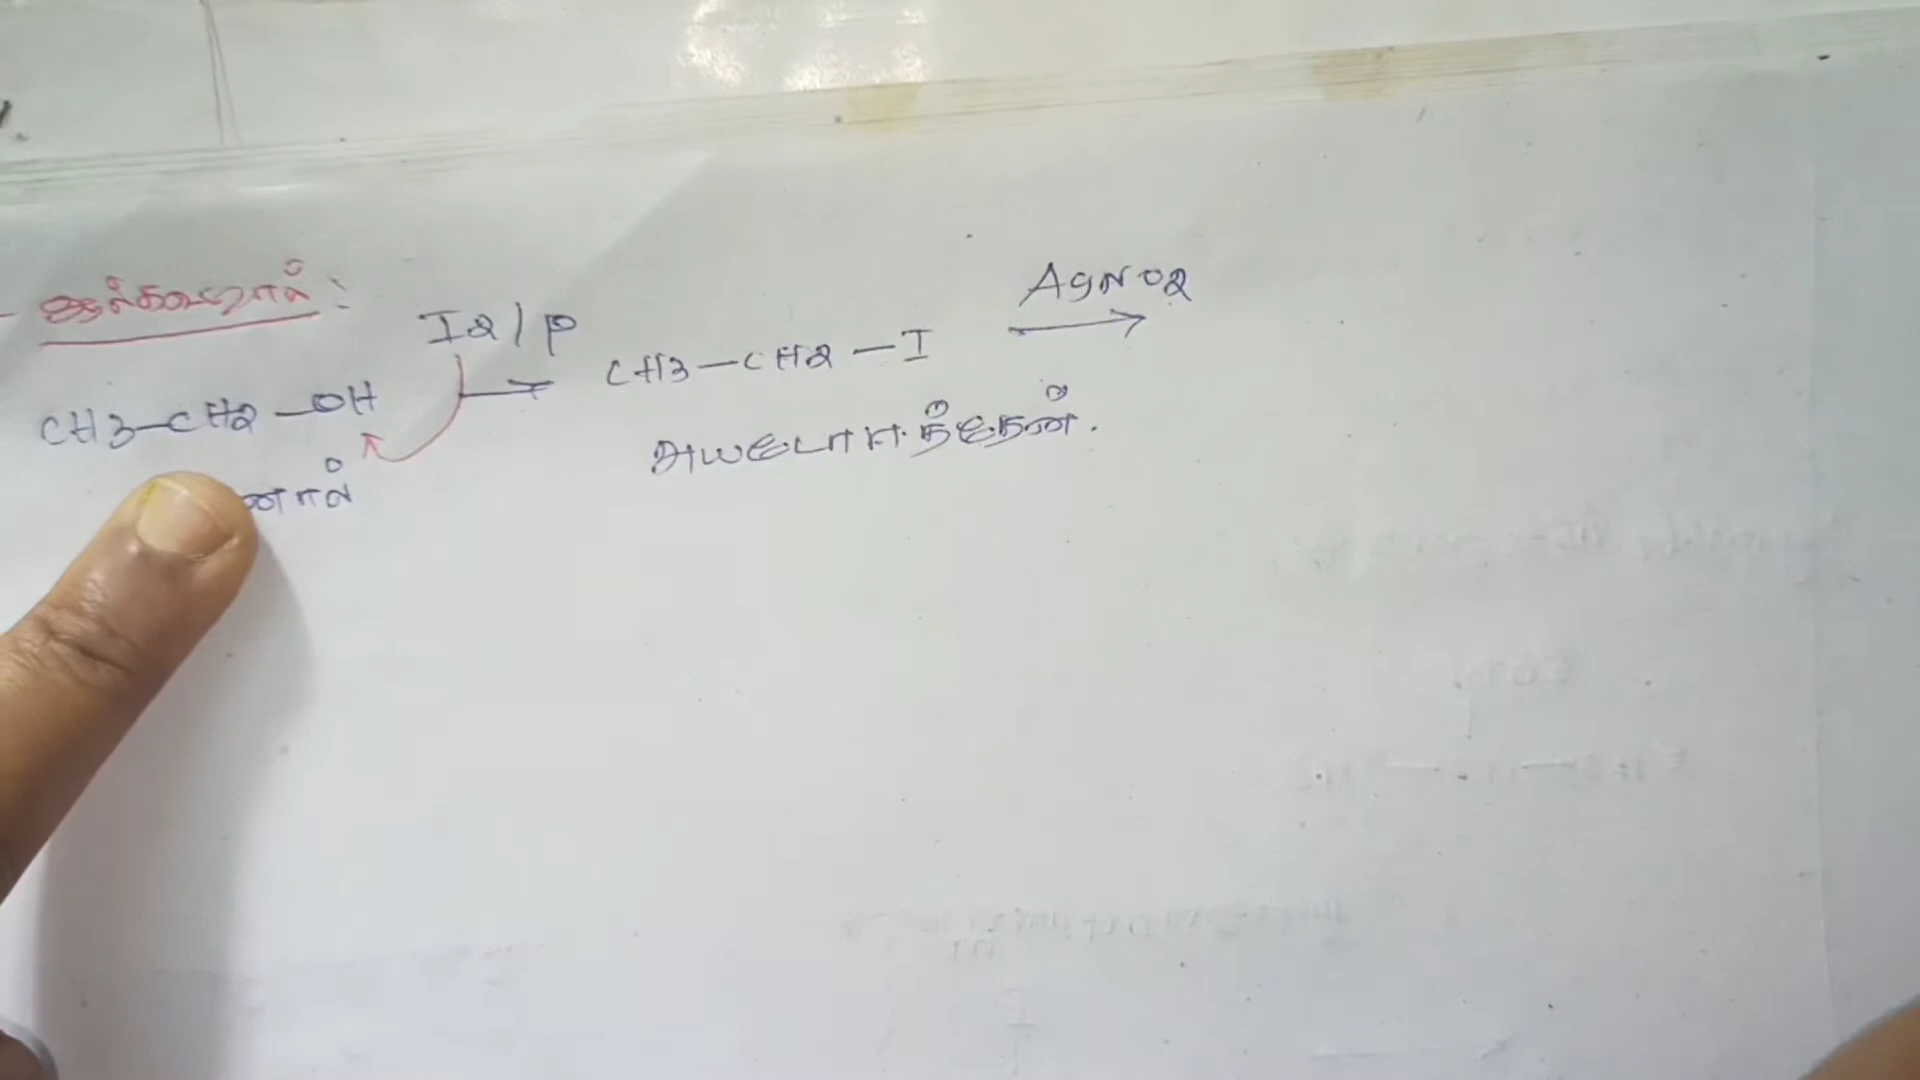 ஆல்கஹால் :
I2 / P
AgNO2
CH3-CH2-OH
CH3-CH2-I
அயடோஈத்தேன்.